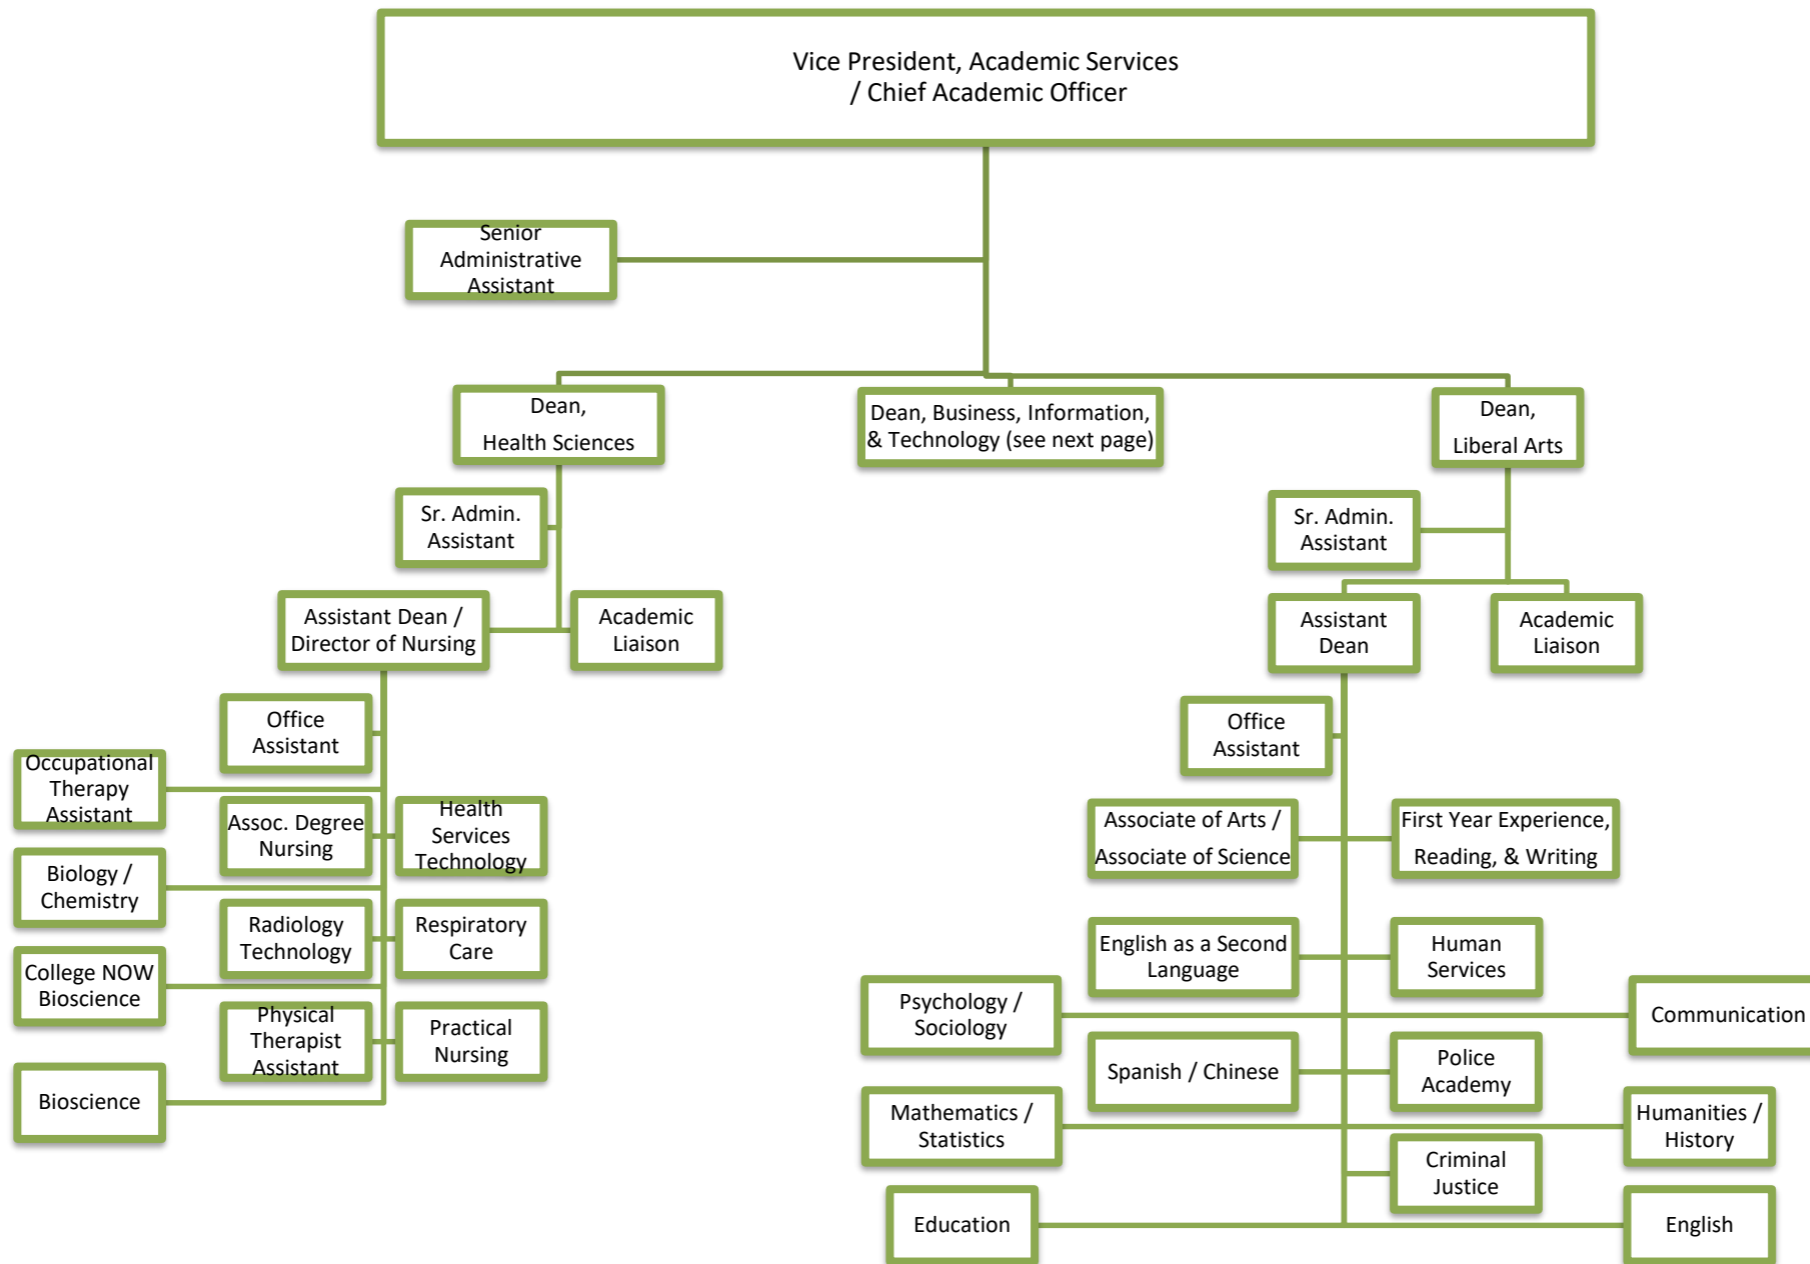 Vice President, Academic Services
/ Chief Academic Officer
Senior
Administrative
Assistant
Dean,
Health Sciences
Dean, Business, Information,
& Technology (see next page)
Dean,
Liberal Arts
Sr. Admin.
Assistant
Sr. Admin.
Assistant
Assistant Dean /
Director of Nursing
Academic
Liaison
Assistant
Dean
Academic
Liaison
Office
Assistant
Occupational
Therapy
Assistant
Assoc. Degree
Nursing
Health
Services
Technology
Biology /
Chemistry
Radiology
Technology
Respiratory
Care
College NOW
Bioscience
Physical
Therapist
Assistant
Practical
Nursing
Bioscience
Office
Assistant
Associate of Arts /
Associate of Science
First Year Experience,
Reading, & Writing
English as a Second
Language
Human
Services
Psychology /
Sociology
Communication
Spanish / Chinese
Police
Academy
Mathematics /
Statistics
Humanities /
History
Criminal
Justice
Education
English